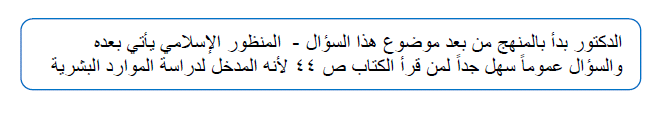 الدكتور بدأ بالمنهج من بعد موضوع هذا السؤال - المنظور الإسلامي يأتي بعده
والسؤال عموماً سهل جداً لمن قرأ الكتاب ص ٤٤ لأنه المدخل لدراسة الموارد البشرية